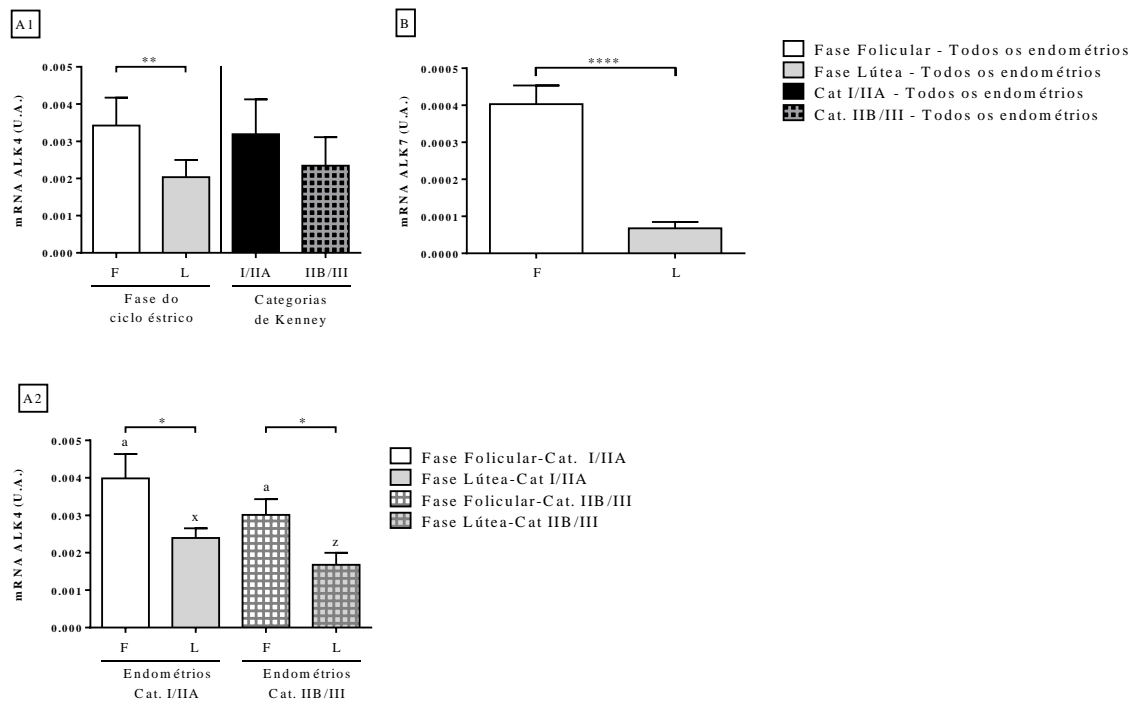 A1
mRNA ALK4 (U.A.)
0.005
0.004
0.003
0.002
0.001
0.000
**
F
L
I/IIA
IIB/III
Fase do
ciclo éstrico
Categorias
de Kenney
B
mRNA ALK7 (U.A.)
0.0005
0.0004
0.0003
0.0002
0.0001
0.0000
****
F
L
Fase Folicular - Todos os endométrios
Fase Lútea - Todos os endométrios
Cat I/IIA - Todos os endométrios
Cat. IIB/III - Todos os endométrios
A2
mRNA ALK4 (U.A.)
0.005
0.004
0.003
0.002
0.001
0.000
*
*
a
x
a
z
F
L
F
L
Endométrios
Cat. I/IIA
Endométrios
Cat. IIB/III
Fase Folicular-Cat. I/IIA
Fase Lútea-Cat I/IIA
Fase Folicular-Cat. IIB/III
Fase Lútea-Cat IIB/III